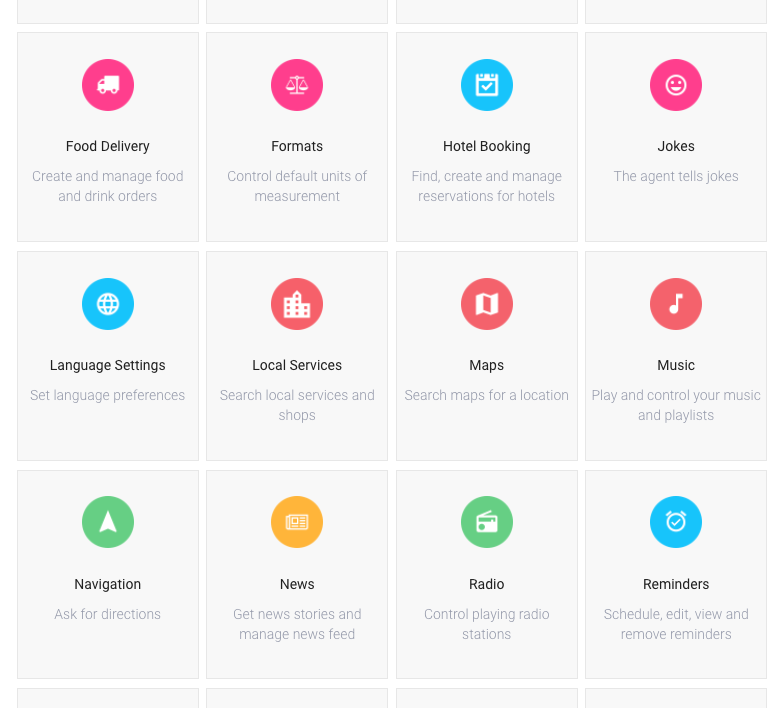 Food Delivery
Create and manage food
and drink orders
Formats
Control default units of
measurement
Hotel Booking
Find, create and manage
reservations for hotels
Jokes
The agent tells jokes
Language Settings
Set language preferences
Local Services
Search local services and
shops
Maps
Search maps for a location
Music
Play and control your music
and playlists
Navigation
Ask for directions
News
Get news stories and
manage news feed
Radio
Control playing radio
stations
Reminders
Schedule, edit, view and
remove reminders